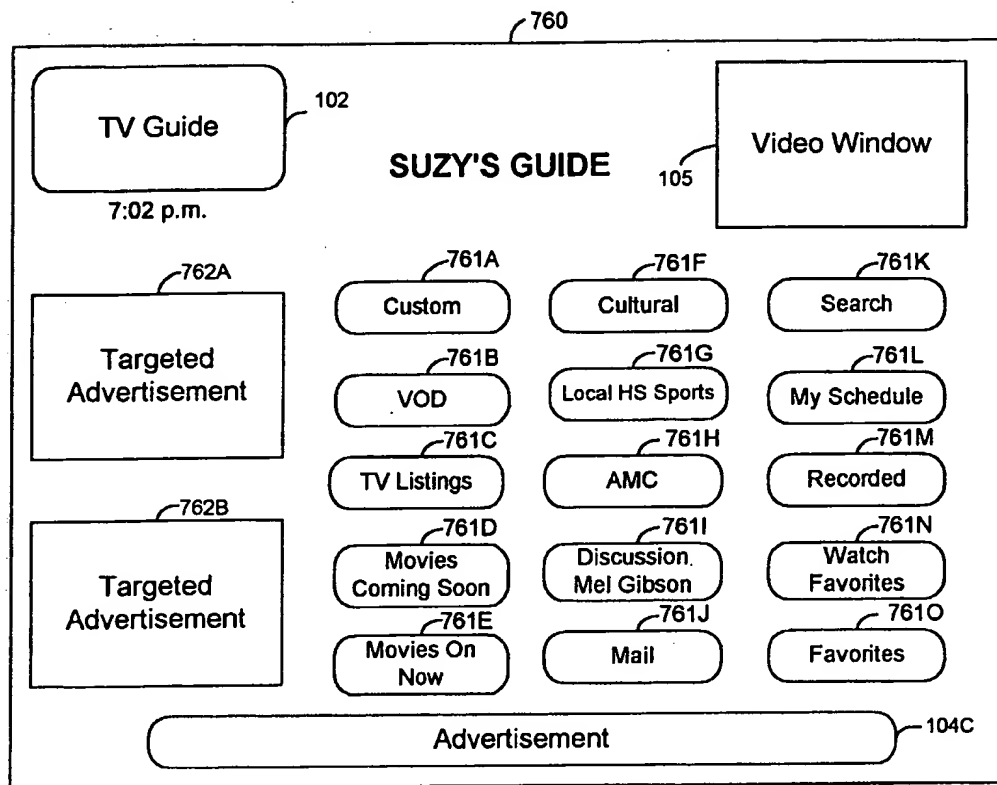 760
TV Guide
102
SUZY'S GUIDE
Video Window
105
7:02 p.m.
762A
761A
761F
761K
Targeted
Advertisement
Custom
Cultural
Search
761B
761G
761L
VOD
Local HS Sports
My Schedule
761C
761H
761M
TV Listings
AMC
Recorded
762B
761D
761I
761N
Targeted
Advertisement
Movies
Coming Soon
Discussion
Mel Gibson
Watch
Favorites
761E
761J
761O
Movies On
Now
Mail
Favorites
Advertisement
104C